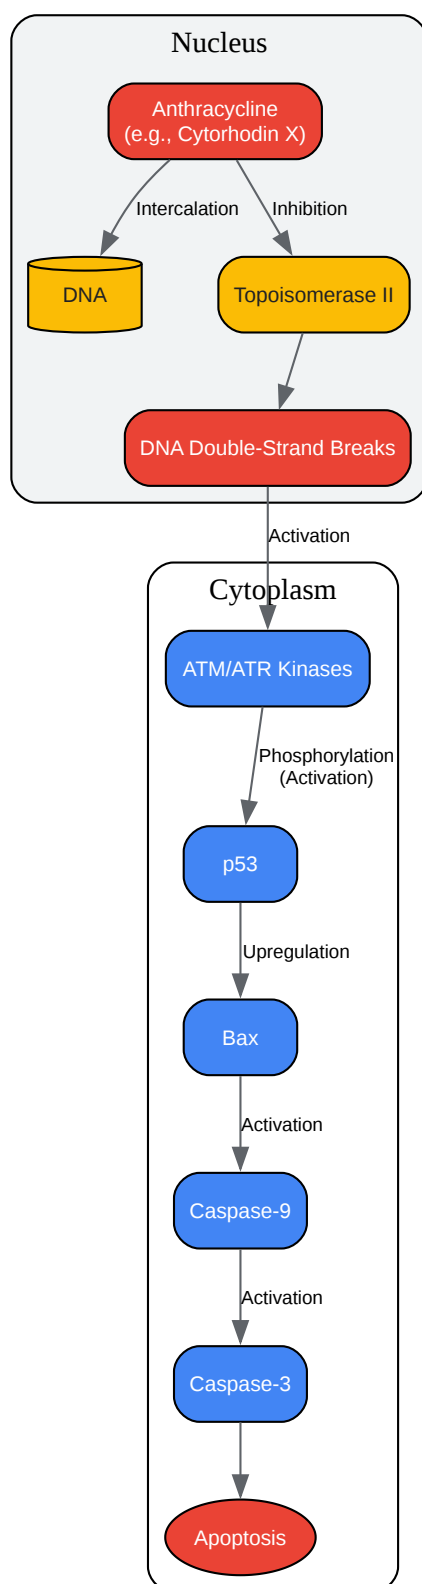 Nucleus
Anthracycline
(e.g., Cytorhodin X)
Intercalation
Inhibition
DNA
Topoisomerase II
DNA Double-Strand Breaks
Activation
Cytoplasm
ATM/ATR Kinases
Phosphorylation
(Activation)
p53
Upregulation
Bax
Activation
Caspase-9
Activation
Caspase-3
Apoptosis